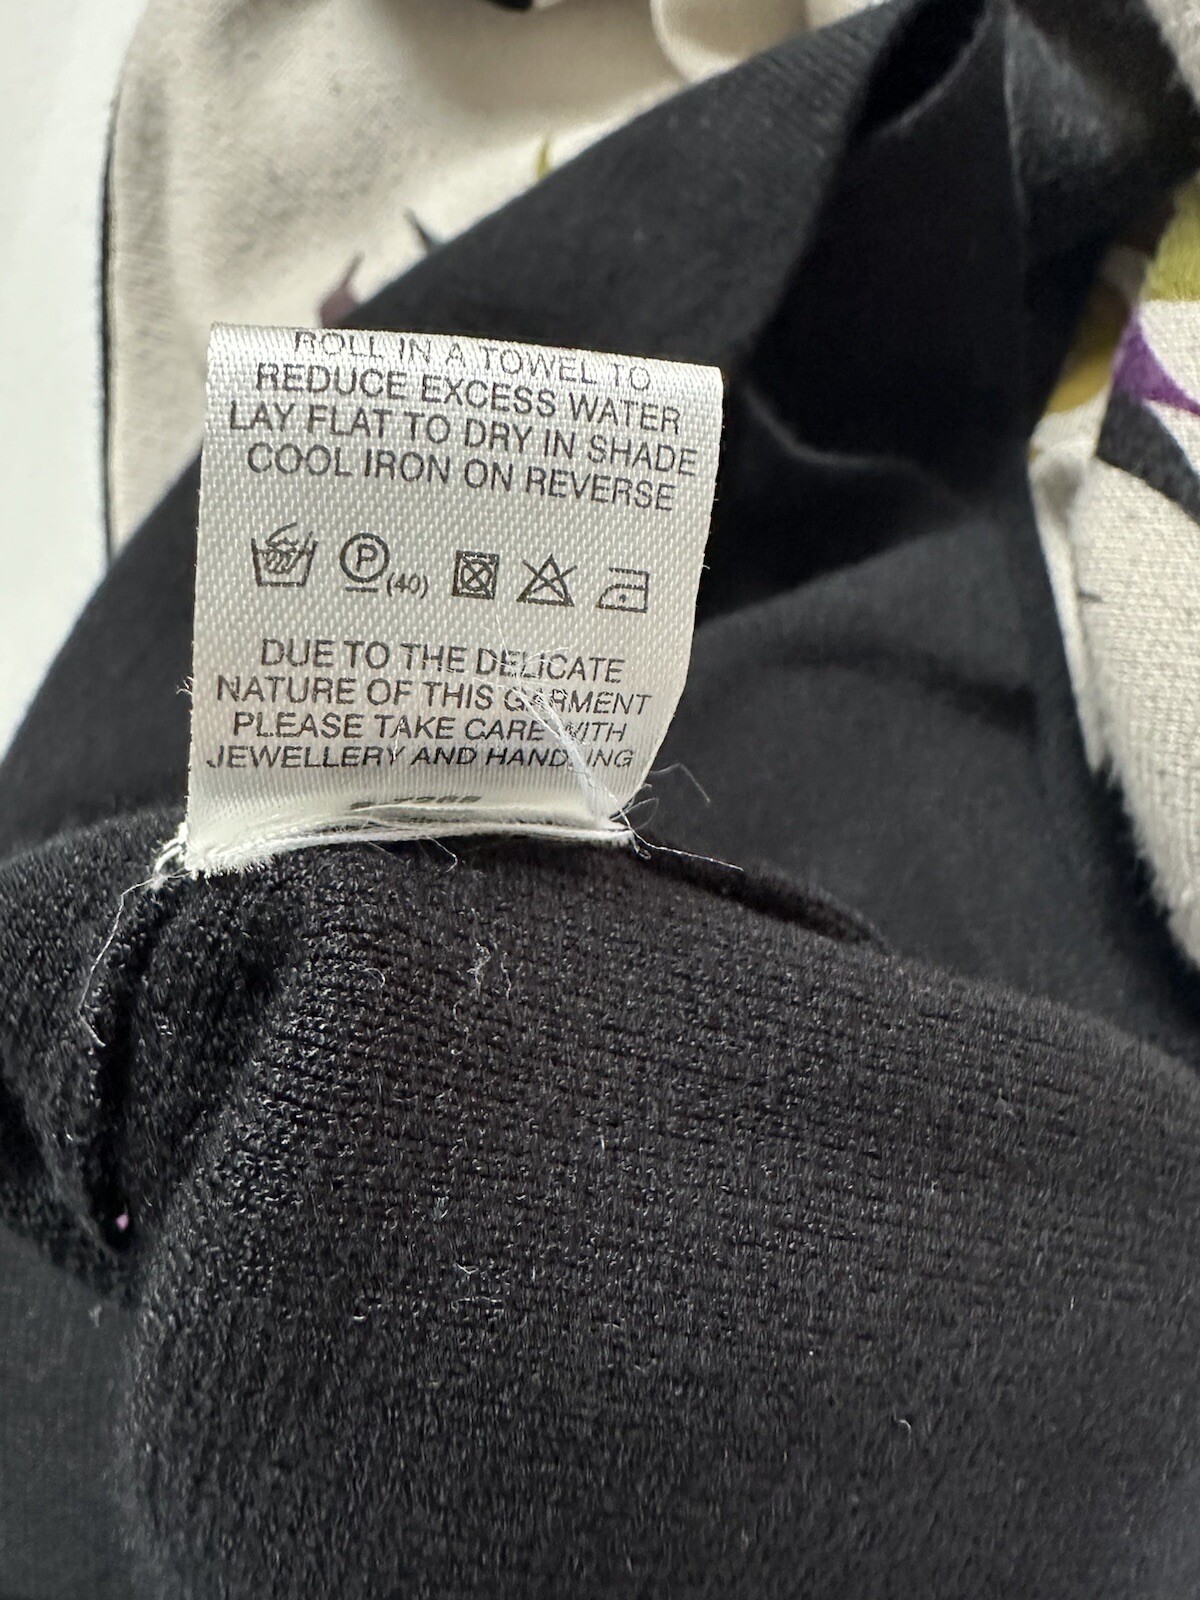 ROLL IN A TOWEL TO
REDUCE EXCESS WATER
LAY FLAT TO DRY IN SHADE
COOL IRON ON REVERSE
P (40)
DUE TO THE DELICATE
NATURE OF THIS GARMENT
PLEASE TAKE CARE WITH
JEWELLERY AND HANDLING